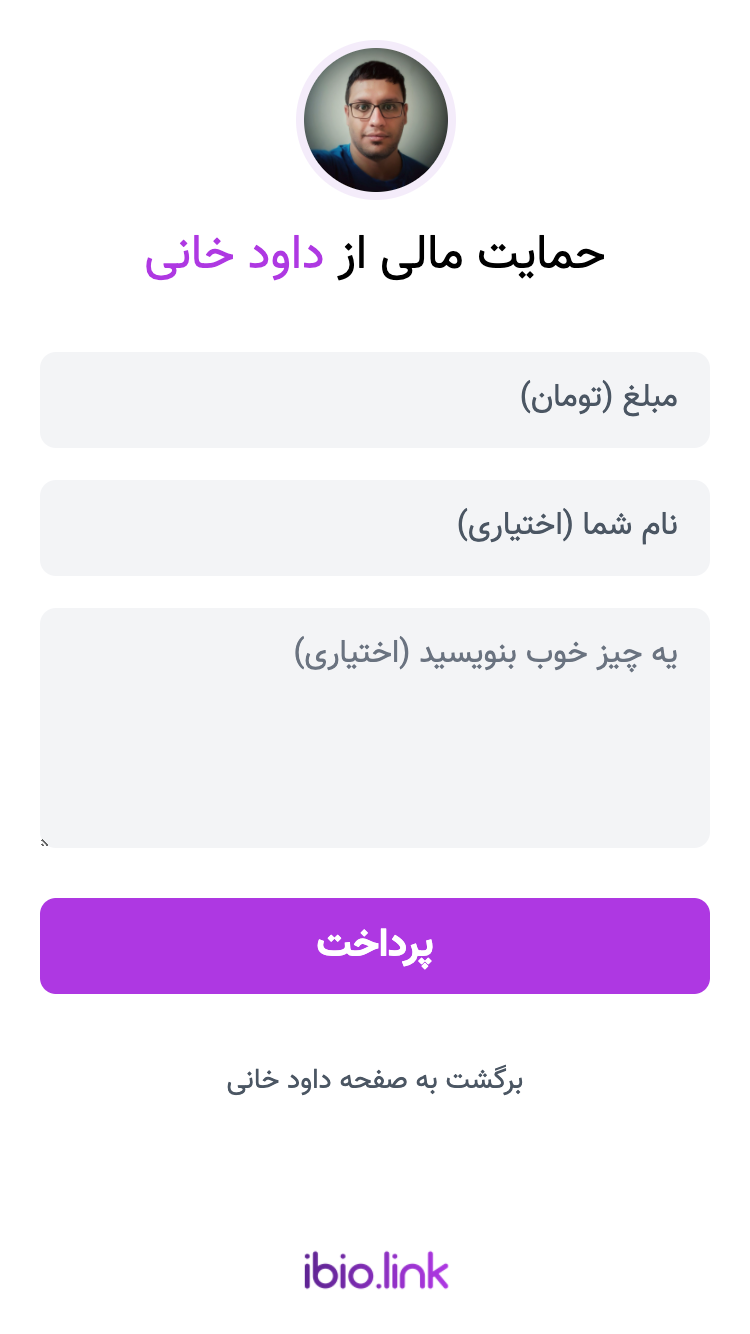 حمایت مالی از داود خانی
مبلغ (تومان)
نام شما (اختیاری)
یه چیز خوب بنویسید (اختیاری)
پرداخت
برگشت به صفحه داود خانی
ibio.link